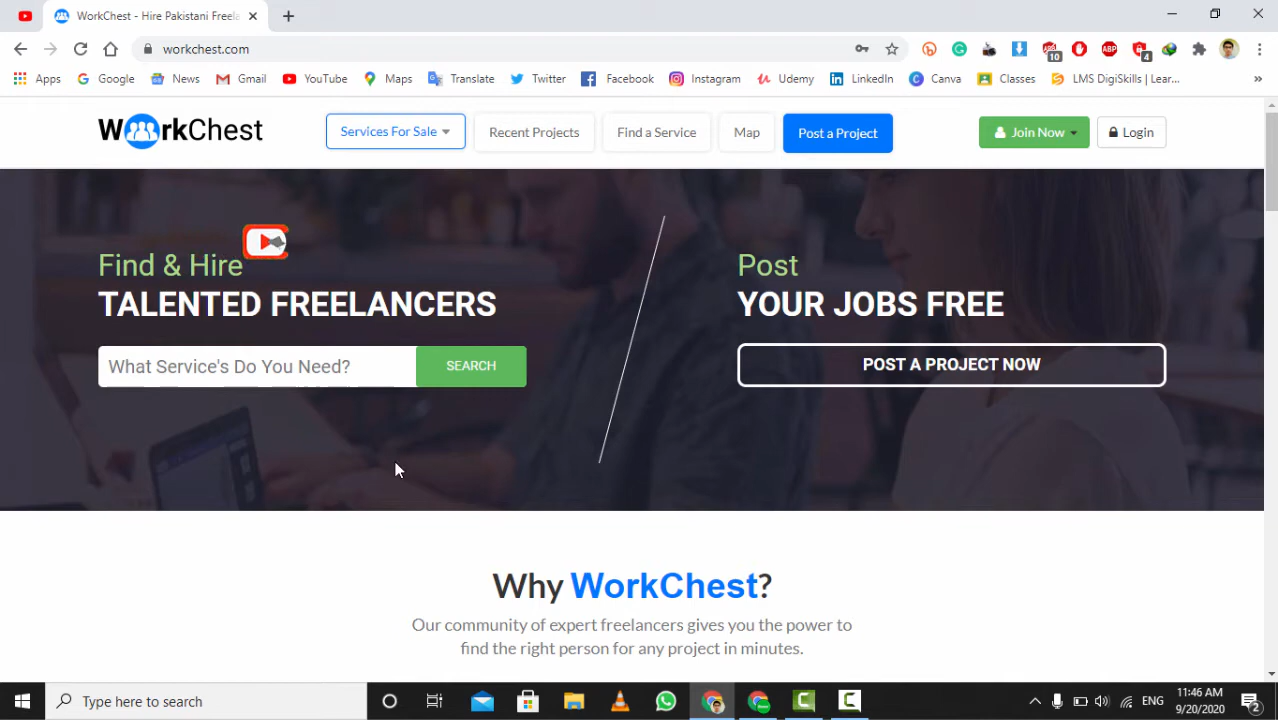 WorkChest - Hire Pakistani Freela
workchest.com
10
ABP
4
Apps
Google
News
Gmail
YouTube
Maps
Translate
Twitter
Facebook
Instagram
Udemy
LinkedIn
Canva
Classes
LMS DigiSkills | Lear...
WorkChest
Services For Sale
Recent Projects
Find a Service
Map
Post a Project
Join Now
Login
Find & Hire
TALENTED FREELANCERS
What Service's Do You Need?
SEARCH
Post
YOUR JOBS FREE
POST A PROJECT NOW
Why WorkChest?
Our community of expert freelancers gives you the power to
find the right person for any project in minutes.
Type here to search
ENG
11:46 AM
9/20/2020
2